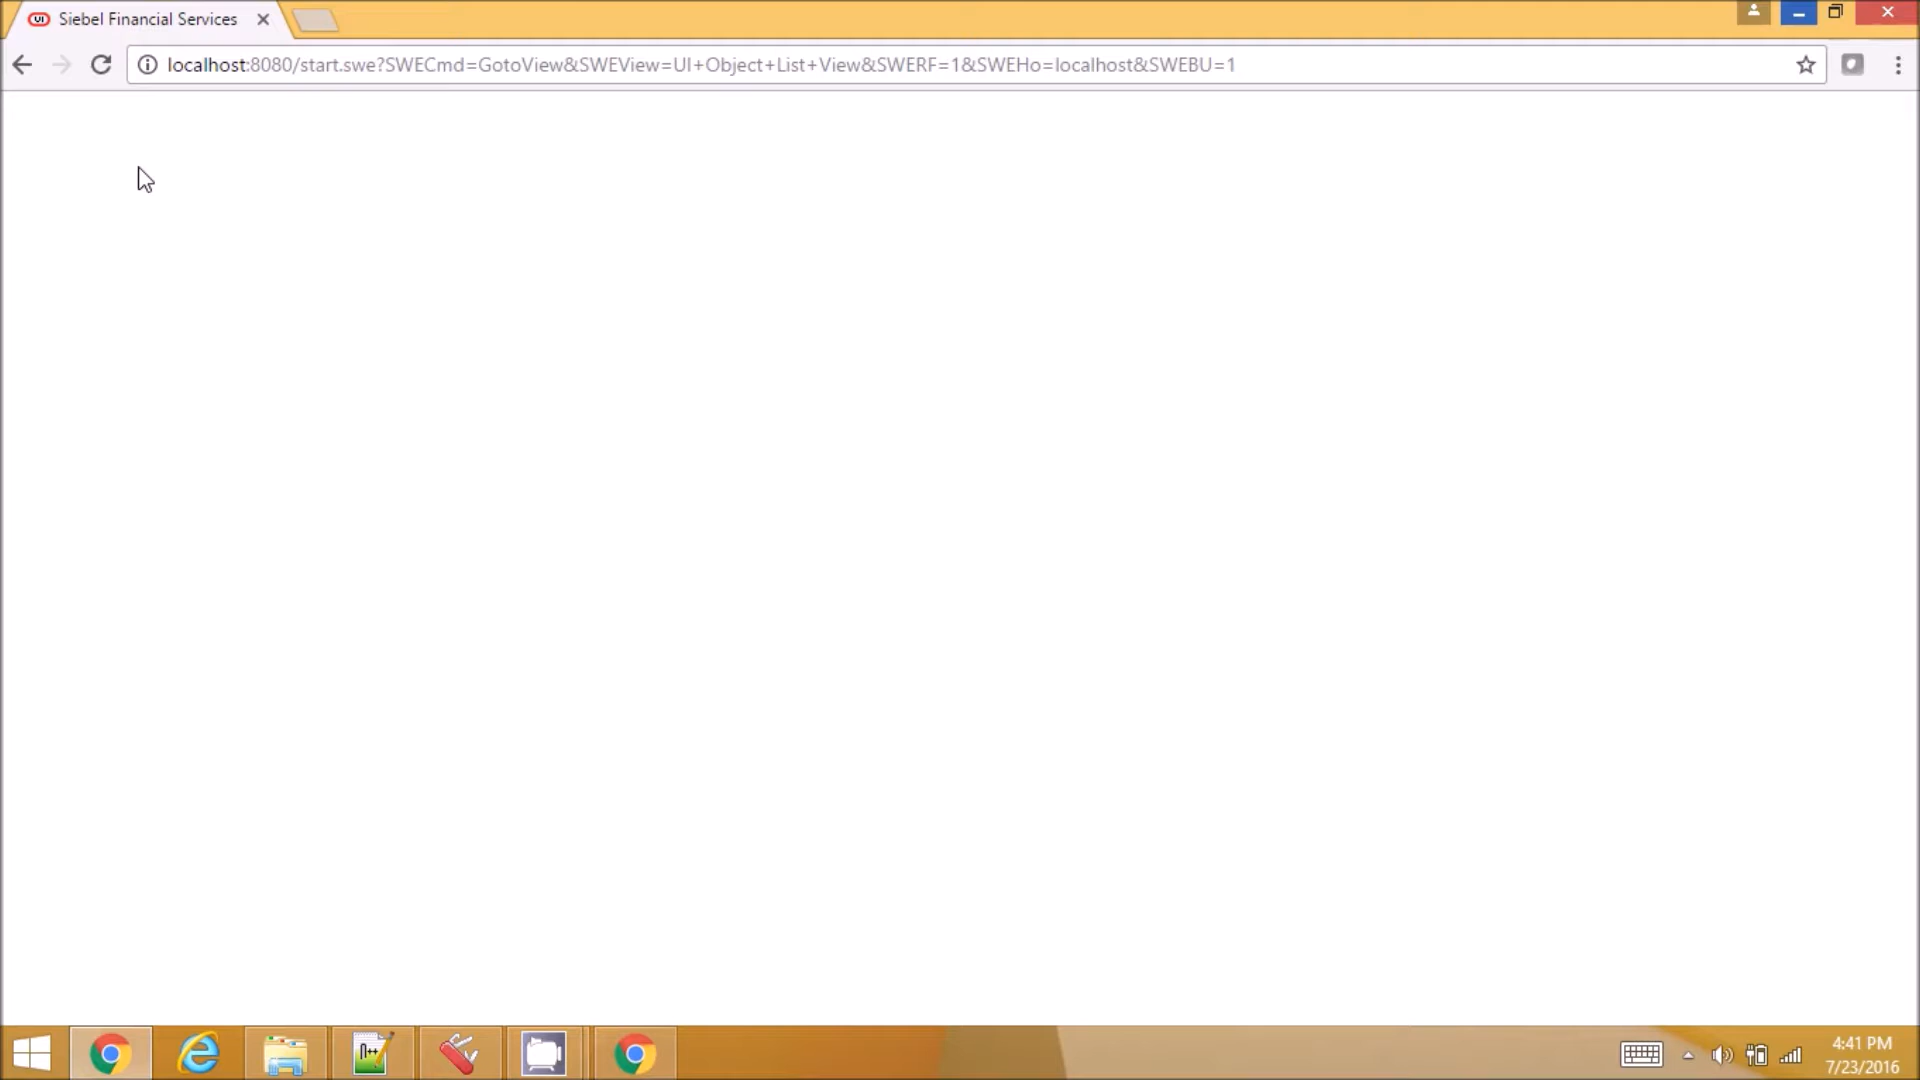 UI Siebel Financial Services
localhost:8080/start.swe?SWECmd=GotoView&SWEView=UI+Object+List+View&SWERF=1&SWEHo=localhost&SWEBU=1
n++
4:41 PM
7/23/2016